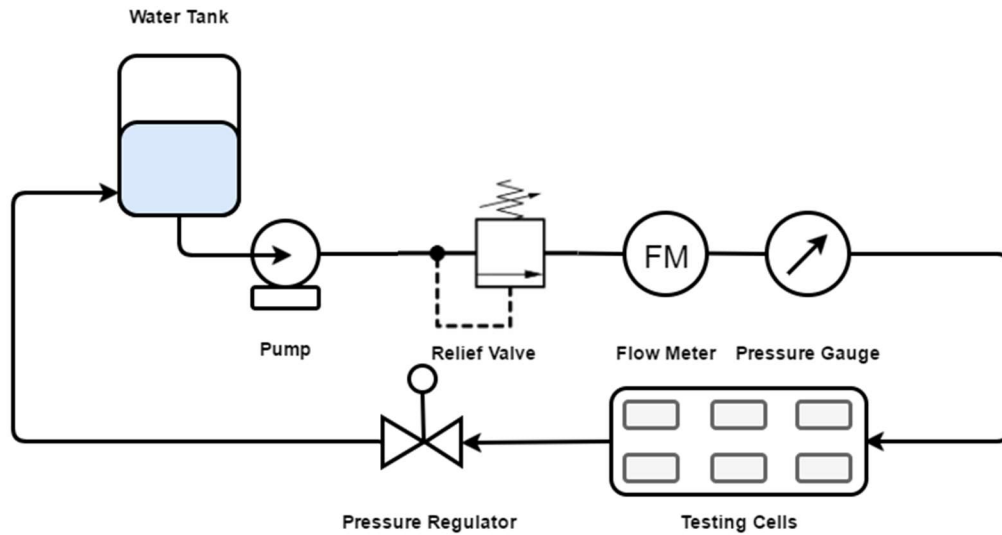 Water Tank
FM
Pump
Relief Valve
Flow Meter
Pressure Gauge
Pressure Regulator
Testing Cells